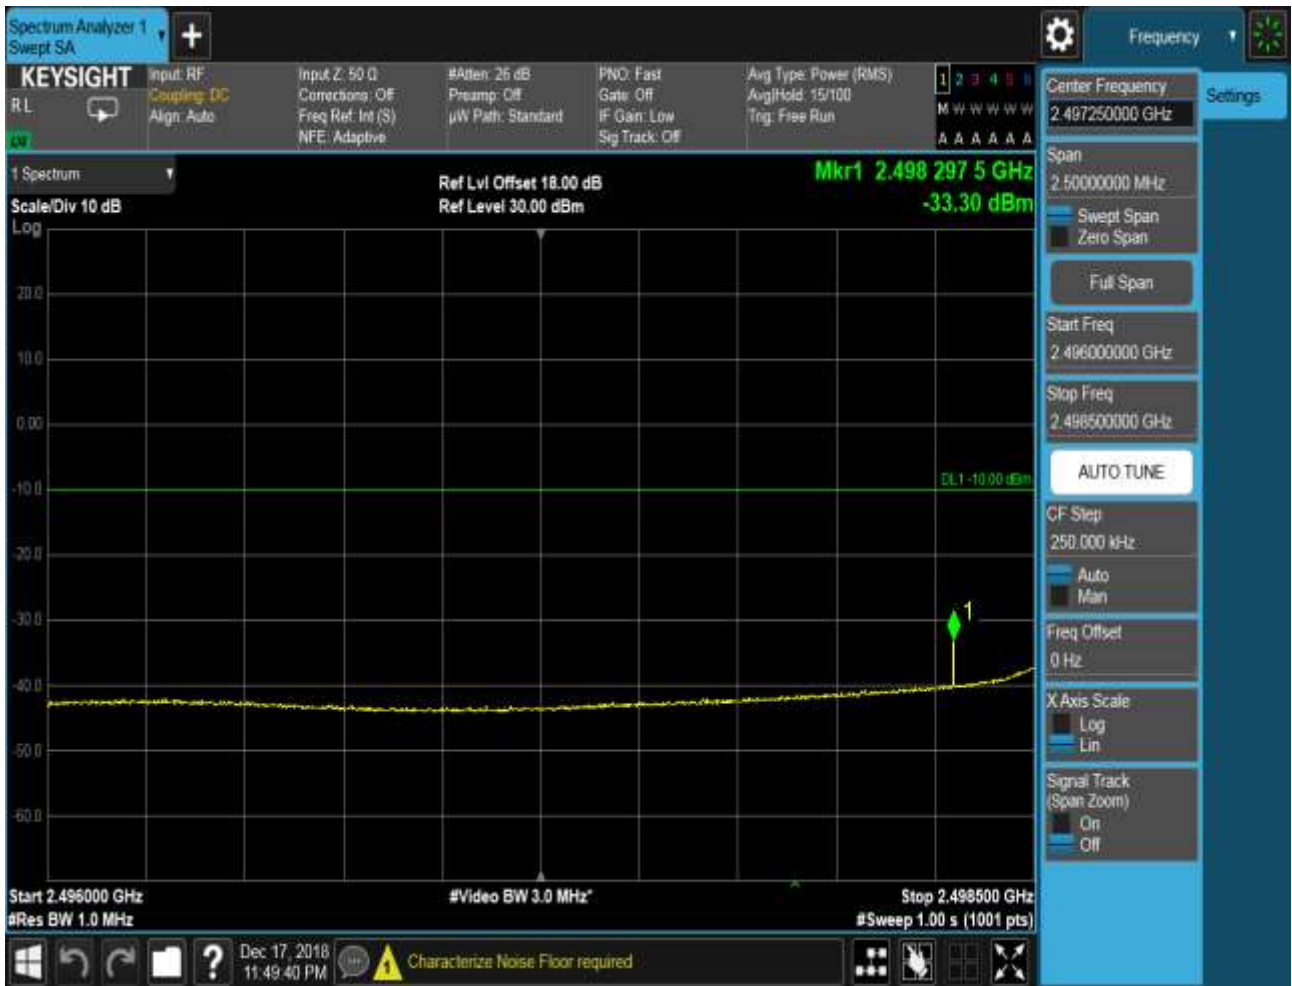 Spectrum Analyzer 1
Swept SA
Frequency
KEYSIGHT
Input: RF
Input Z: 50 Ω
#Atten: 26 dB
PNO: Fast
Avg Type: Power (RMS)
1 2 3 4 5 6
R L
Coupling: DC
Corrections: Off
Preamp: Off
Gate: Off
Avg|Hold: 15/100
M W W W W W
Align: Auto
Freq Ref: Int (S)
µW Path: Standard
IF Gain: Low
Trig: Free Run
NFE: Adaptive
Sig Track: Off
A A A A A A
1 Spectrum
Ref Lvl Offset 18.00 dB
Mkr1 2.498 297 5 GHz
Scale/Div 10 dB
Ref Level 30.00 dBm
-33.30 dBm
Log
20.0
10.0
0.00
-10.0
DL1 -10.00 dBm
-20.0
-30.0
1
-40.0
-50.0
-60.0
Start 2.496000 GHz
#Video BW 3.0 MHz*
Stop 2.498500 GHz
#Res BW 1.0 MHz
#Sweep 1.00 s (1001 pts)
Center Frequency
2.497250000 GHz
Settings
Span
2.50000000 MHz
Swept Span
Zero Span
Full Span
Start Freq
2.496000000 GHz
Stop Freq
2.498500000 GHz
AUTO TUNE
CF Step
250.000 kHz
Auto
Man
Freq Offset
0 Hz
X Axis Scale
Log
Lin
Signal Track
(Span Zoom)
On
Off
?
Dec 17, 2018
11:49:40 PM
1
Characterize Noise Floor required